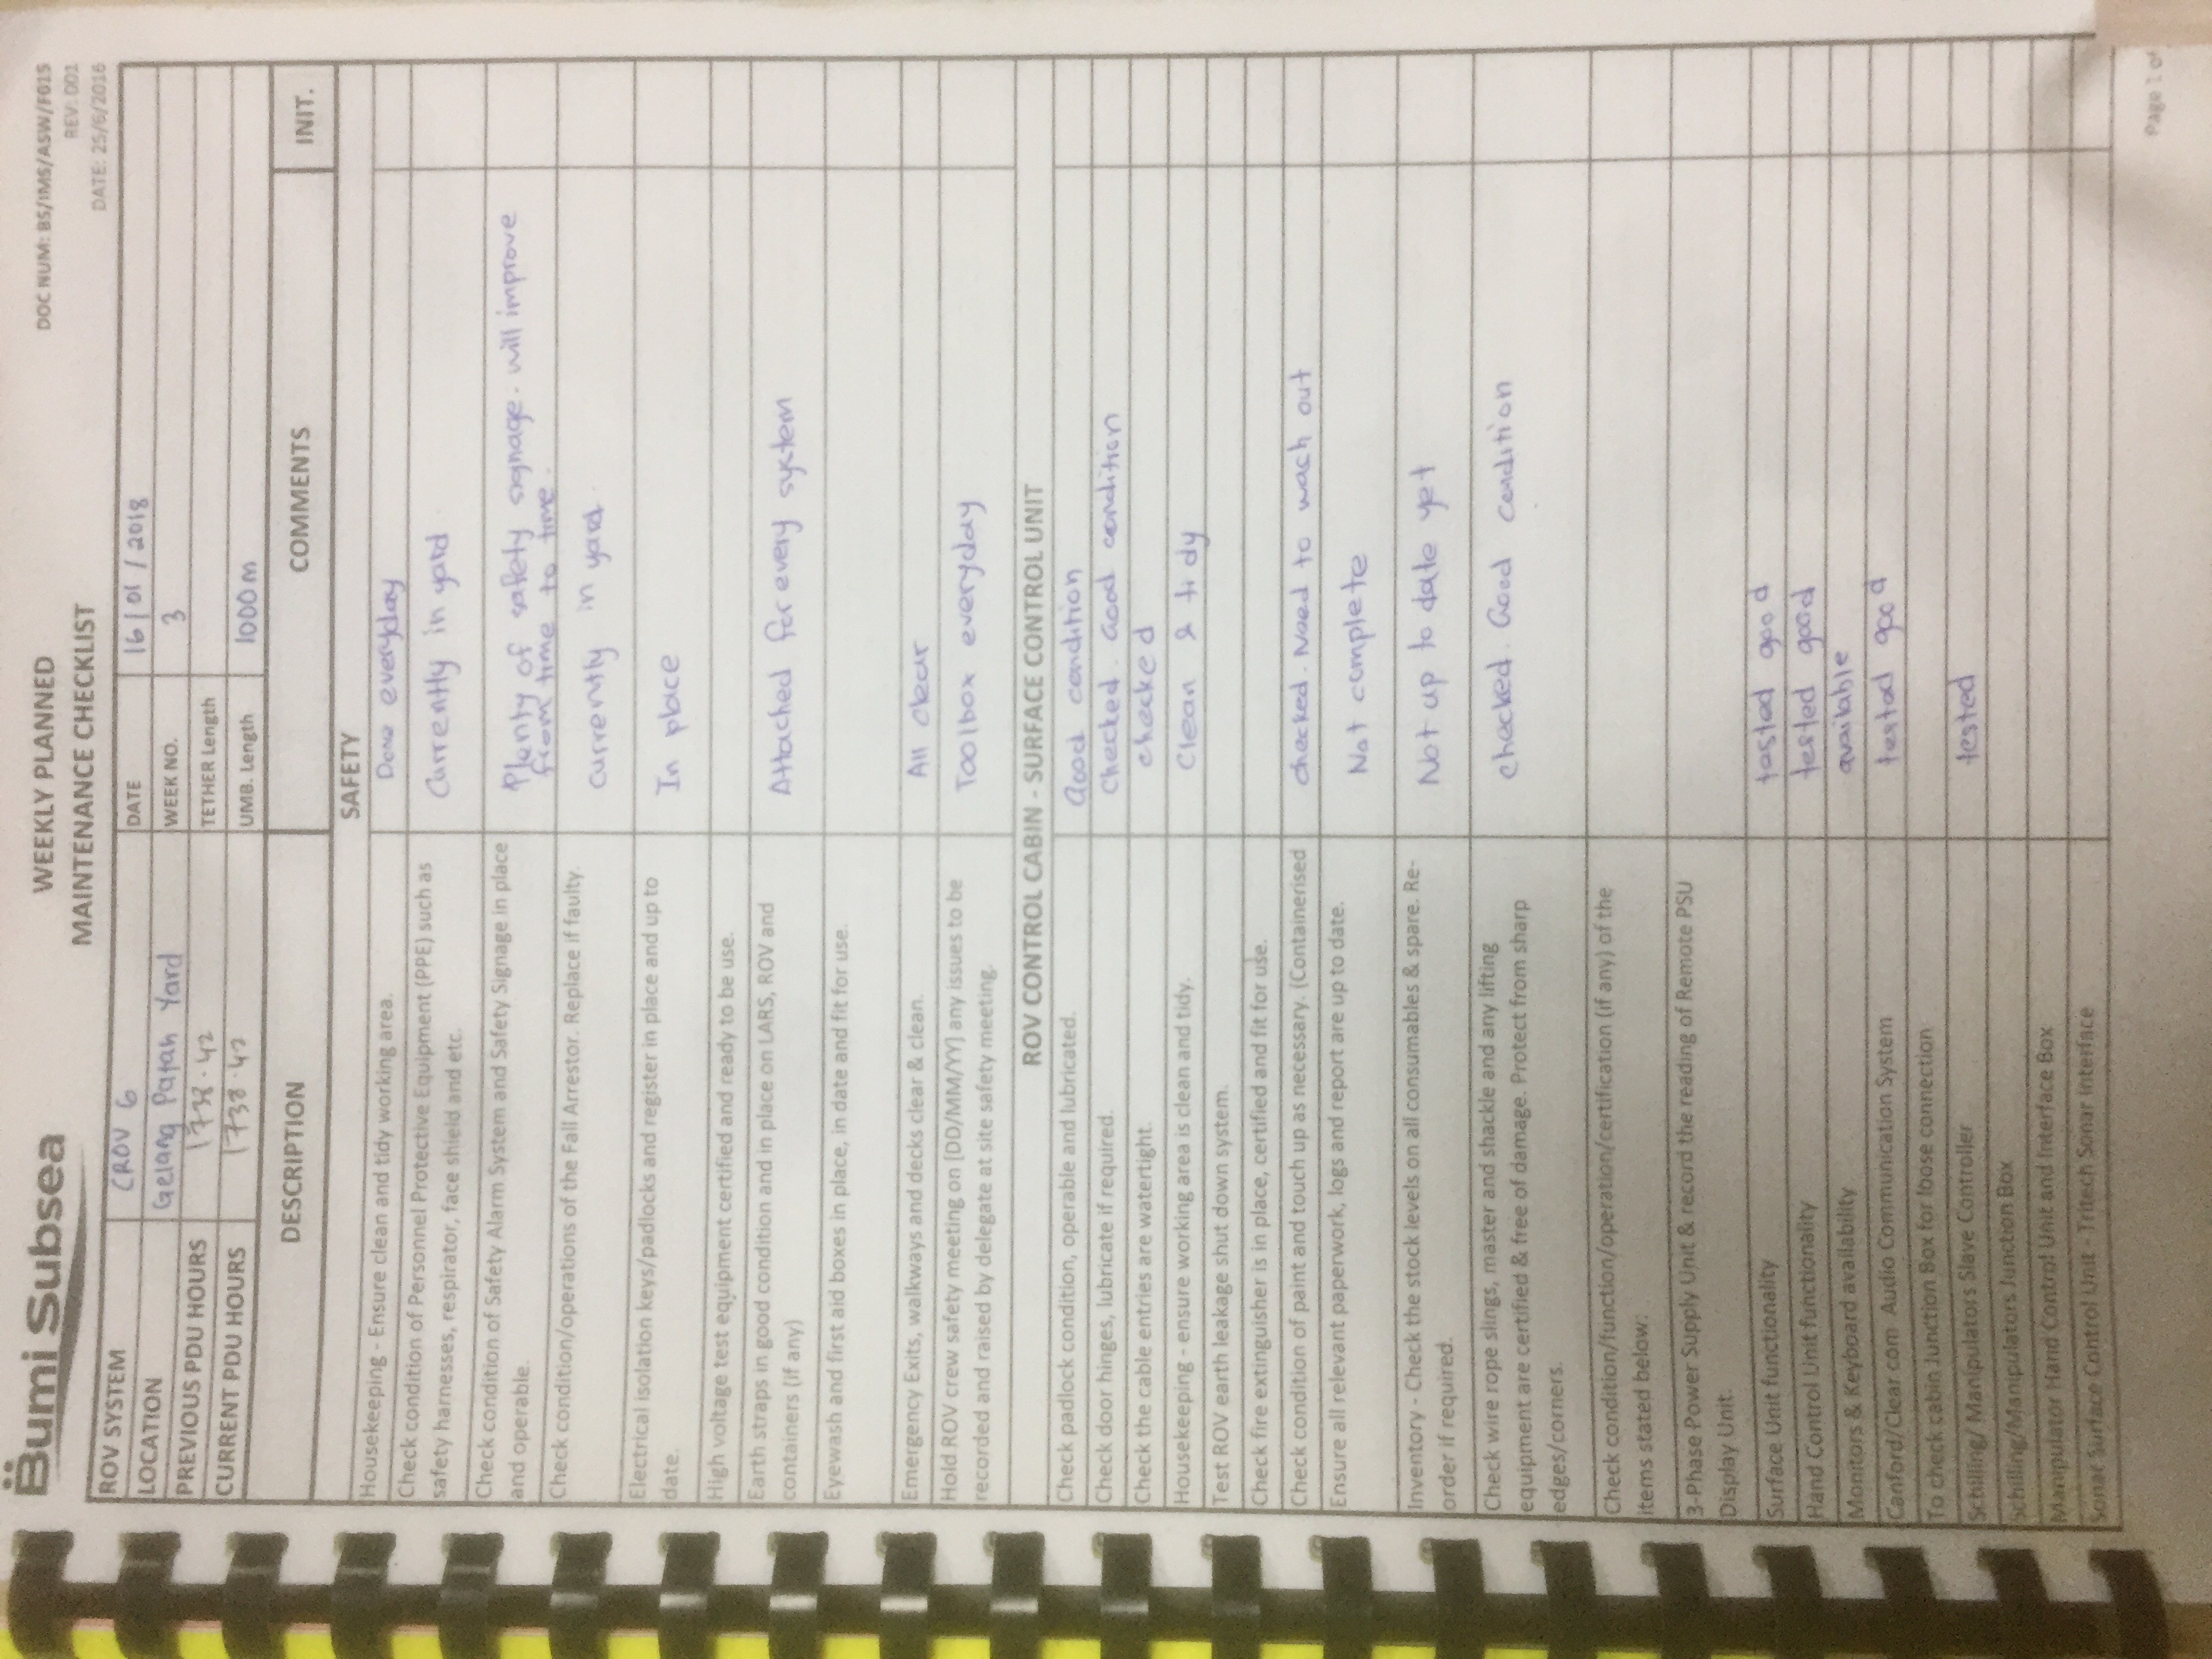 Bumi Subsea
WEEKLY PLANNED
MAINTENANCE CHECKLIST
DOC NUM: BS/IMS/ASW/F015
REV: 001
DATE: 25/6/2016
ROV SYSTEM CROV 6 DATE 16/01/2018
LOCATION Gelang Patah Yard WEEK NO. 3
PREVIOUS PDU HOURS 1738.42 TETHER Length
CURRENT PDU HOURS 1738.42 UMB. Length 1000m
DESCRIPTION COMMENTS INIT.
SAFETY
Housekeeping - Ensure clean and tidy working area. Done everyday
Check condition of Personnel Protective Equipment (PPE) such as
safety harnesses, respirator, face shield and etc.
Currently in yard
Check condition of Safety Alarm System and Safety Signage in place
and operable.
Plenty of safety signage. will improve
from time to time.
Check condition/operations of the Fall Arrestor. Replace if faulty.
currently in yard.
Electrical isolation keys/padlocks and register in place and up to
date.
In place
High voltage test equipment certified and ready to be use.
Earth straps in good condition and in place on LARS, ROV and
containers (if any)
Attached for every system
Eyewash and first aid boxes in place, in date and fit for use.
Emergency Exits, walkways and decks clear & clean. All clear
Hold ROV crew safety meeting on [DD/MM/YY] any issues to be
recorded and raised by delegate at site safety meeting.
Toolbox everyday
ROV CONTROL CABIN - SURFACE CONTROL UNIT
Check padlock condition, operable and lubricated. Good condition
Check door hinges, lubricate if required. Checked. Good condition
Check the cable entries are watertight. checked
Housekeeping - ensure working area is clean and tidy. Clean & tidy
Test ROV earth leakage shut down system.
Check fire extinguisher is in place, certified and fit for use.
Check condition of paint and touch up as necessary. (Containerised checked. Need to wash out
Ensure all relevant paperwork, logs and report are up to date. Not complete
Inventory - Check the stock levels on all consumables & spare. Re-
order if required.
Not up to date yet
Check wire rope slings, master and shackle and any lifting
equipment are certified & free of damage. Protect from sharp
edges/corners.
checked. Good condition
Check condition/function/operation/certification (if any) of the
items stated below:
3-Phase Power Supply Unit & record the reading of Remote PSU
Display Unit.
Surface Unit functionality tested good
Hand Control Unit functionality tested good
Monitors & Keyboard availability available
Canford/Clear com Audio Communication System tested good
To check cabin Junction Box for loose connection
Schilling/ Manipulators Slave Controller tested
Schilling/Manipulators Junction Box
Manipulator Hand Control Unit and Interface Box
Sonar Surface Control Unit - Tritech Sonar Interface
Page 1 of